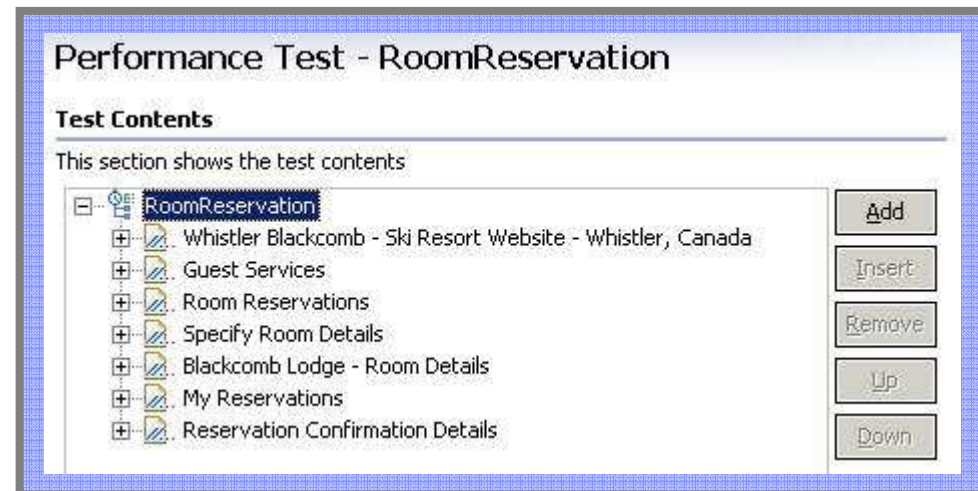 Performance Test - RoomReservation
Test Contents
This section shows the test contents
RoomReservation
Whistler Blackcomb - Ski Resort Website - Whistler, Canada
Guest Services
Room Reservations
Specify Room Details
Blackcomb Lodge - Room Details
My Reservations
Reservation Confirmation Details
Add
Insert
Remove
Up
Down